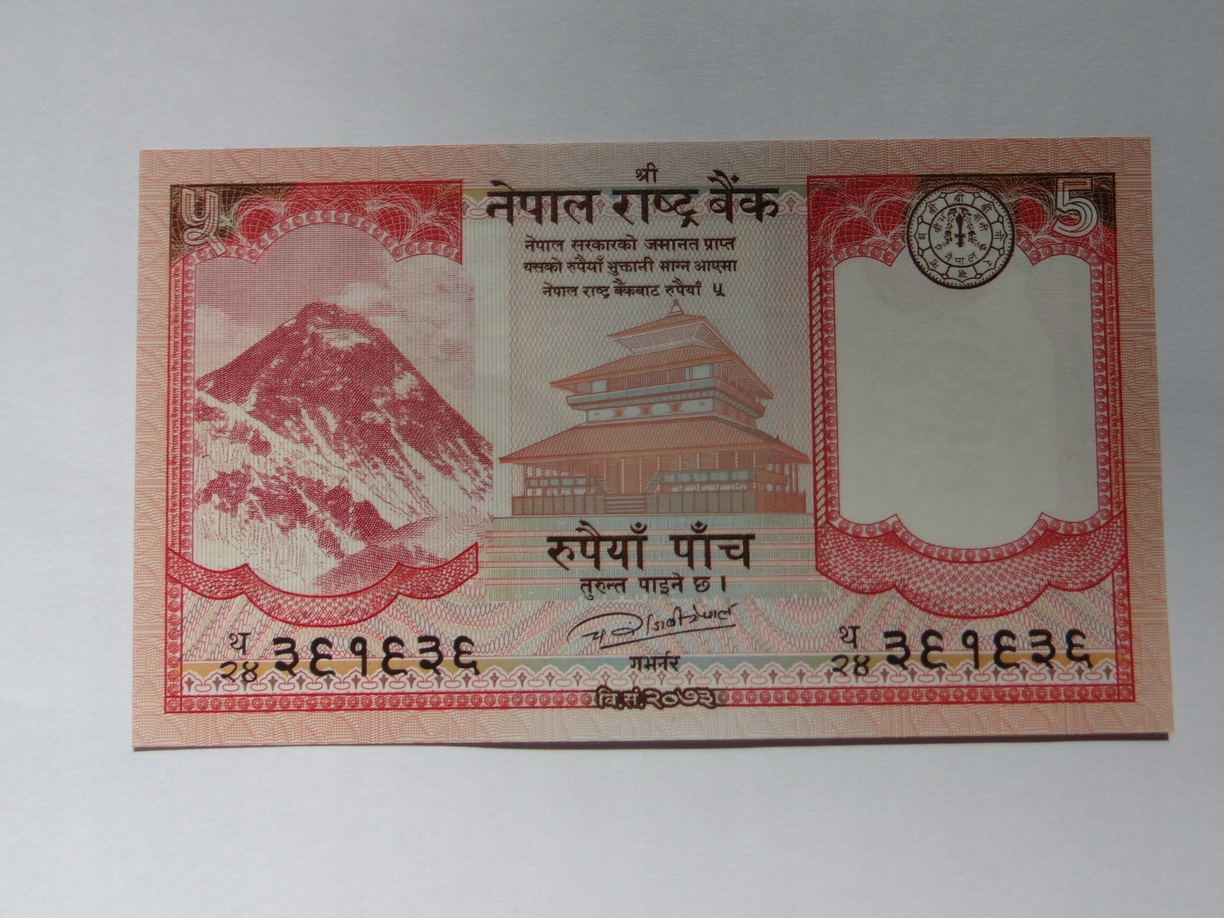 श्री
नेपाल राष्ट्र बैंक
५
5
नेपाल सरकारको जमानत प्राप्त
यसको रुपैयाँ भुक्तानी माग्न आएमा
नेपाल राष्ट्र बैंकबाट रुपैयाँ ५
रुपैयाँ पाँच
तुरुन्त पाइने छ ।
गभर्नर
थ
२४ ३६१६३६
थ
२४ ३६१६३६
वि.सं.२०७३